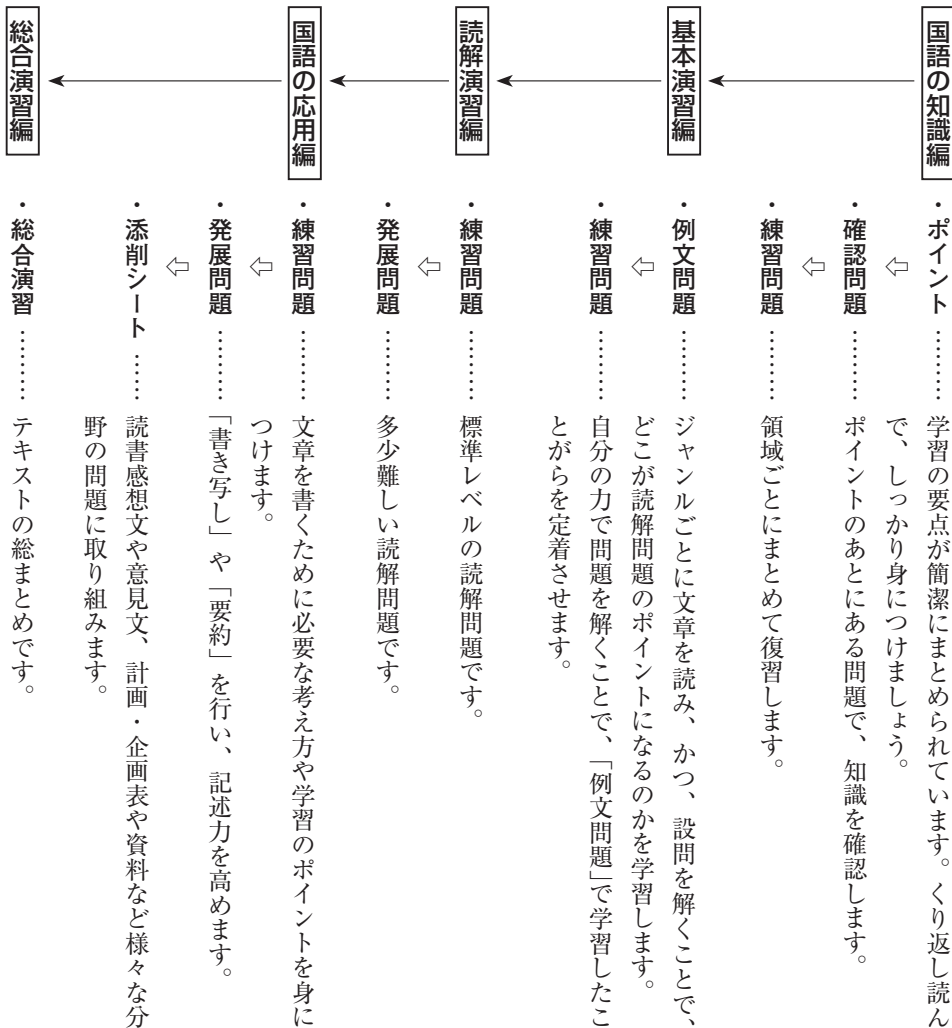 国語の知識編
・ポイント ………… 学習の要点が簡潔にまとめられています。くり返し読ん
で、しっかり身につけましょう。
⇦
・確認問題 ………… ポイントのあとにある問題で、知識を確認します。
⇦
・練習問題 ………… 領域ごとにまとめて復習します。
基本演習編
・例文問題 ………… ジャンルごとに文章を読み、かつ、設問を解くことで、
どこが読解問題のポイントになるのかを学習します。
⇦
・練習問題 ………… 自分の力で問題を解くことで、「例文問題」で学習したこ
とがらを定着させます。
読解演習編
・練習問題 ………… 標準レベルの読解問題です。
⇦
・発展問題 ………… 多少難しい読解問題です。
国語の応用編
・練習問題 ………… 文章を書くために必要な考え方や学習のポイントを身に
つけます。
⇦
・発展問題 ………… 「書き写し」や「要約」を行い、記述力を高めます。
⇦
・添削シート …… 読書感想文や意見文、計画・企画表や資料など様々な分
野の問題に取り組みます。
総合演習編
・総合演習 ………… テキストの総まとめです。